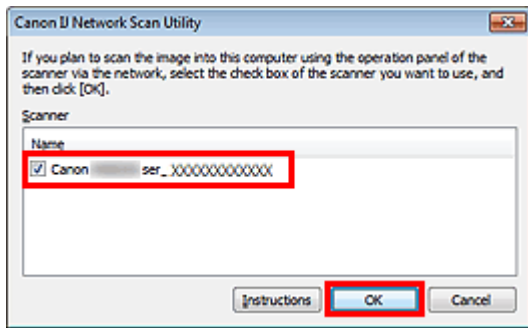 Canon IJ Network Scan Utility
If you plan to scan the image into this computer using the operation panel of the
scanner via the network, select the check box of the scanner you want to use, and
then click [OK].
Scanner
Name
Canon ser_XXXXXXXXXXXXX
Instructions OK Cancel